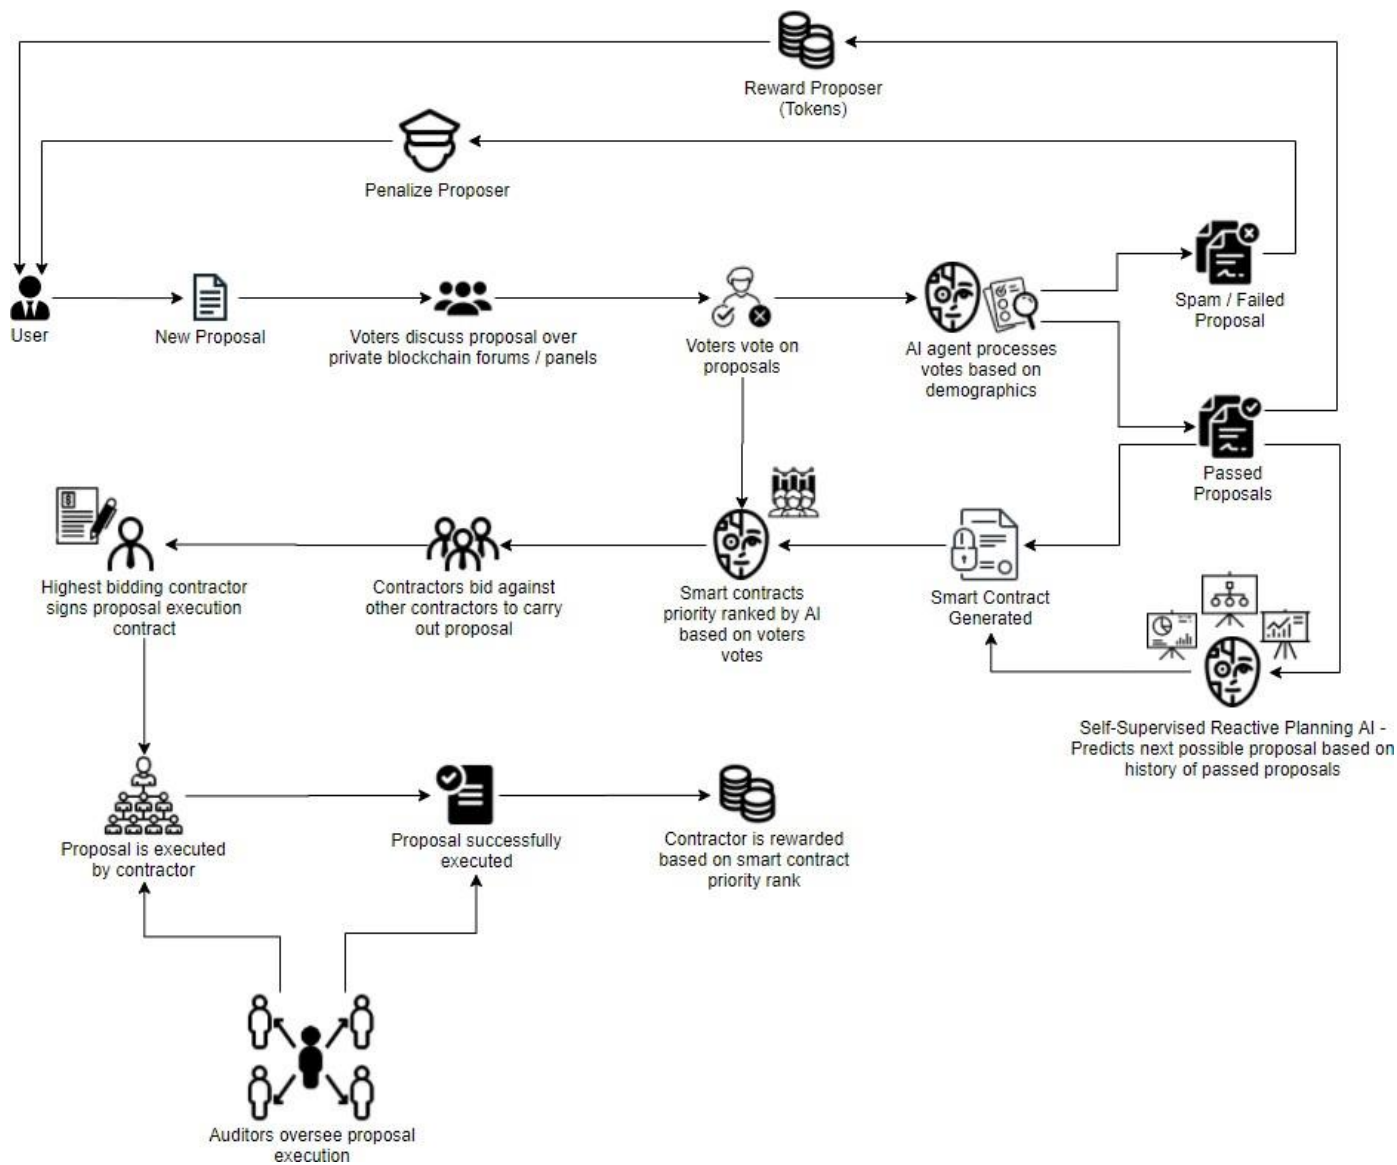 Reward Proposer
(Tokens)
Penalize Proposer
User
New Proposal
Voters discuss proposal over
private blockchain forums / panels
Voters vote on
proposals
AI agent processes
votes based on
demographics
Spam / Failed
Proposal
Passed
Proposals
Highest bidding contractor
signs proposal execution
contract
Contractors bid against
other contractors to carry
out proposal
Smart contracts
priority ranked by AI
based on voters
votes
Smart Contract
Generated
Self-Supervised Reactive Planning AI -
Predicts next possible proposal based on
history of passed proposals
Proposal is executed
by contractor
Proposal successfully
executed
Contractor is rewarded
based on smart contract
priority rank
Auditors oversee proposal
execution